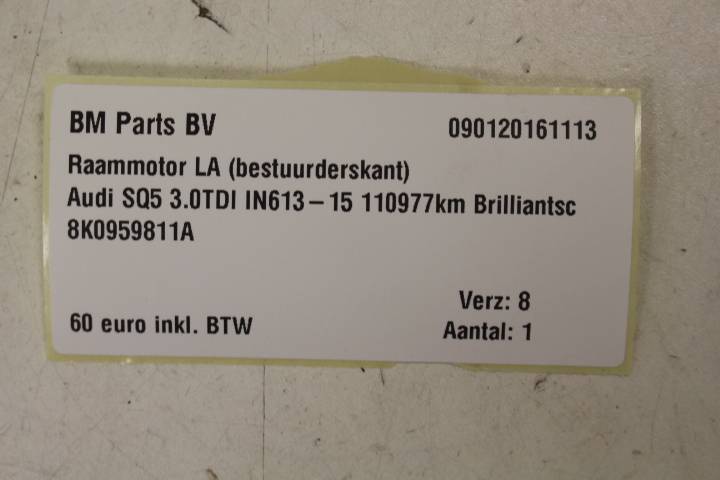 BM Parts BV 090120161113
Raammotor LA (bestuurderskant)
Audi SQ5 3.0TDI IN613-15 110977km Brilliantsc
8K0959811A
Verz: 8
60 euro inkl. BTW Aantal: 1